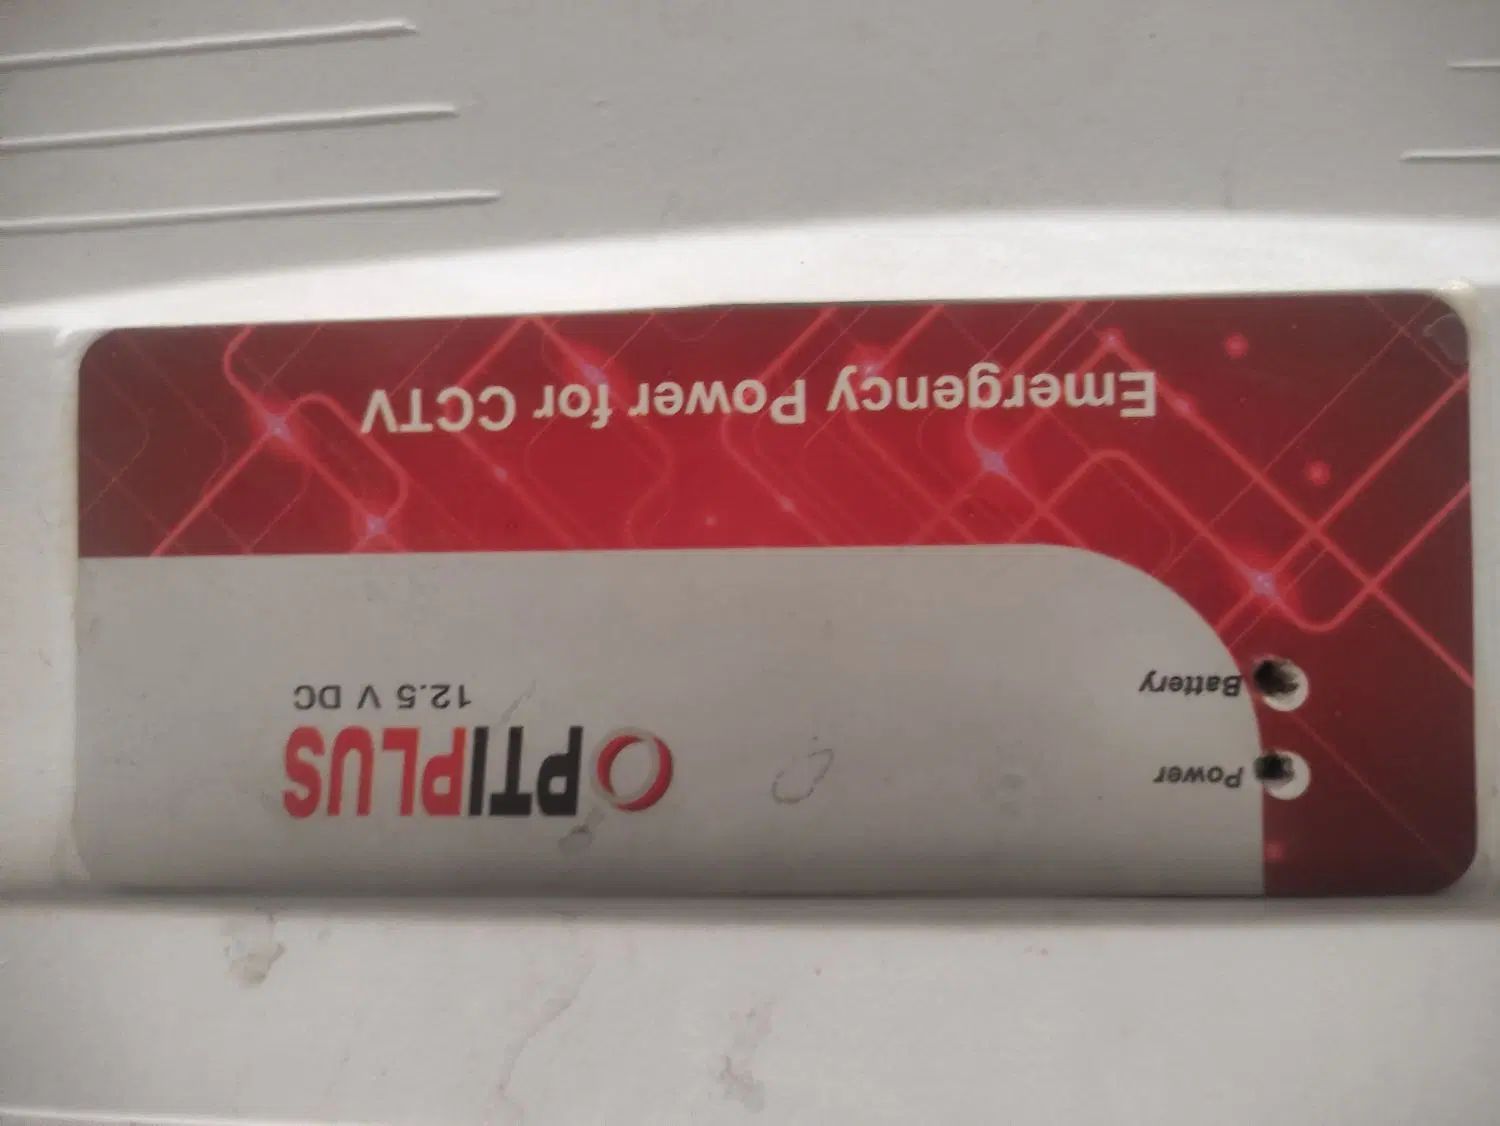 Power
Battery
OPTIPLUS
12.5 V DC
Emergency Power for CCTV